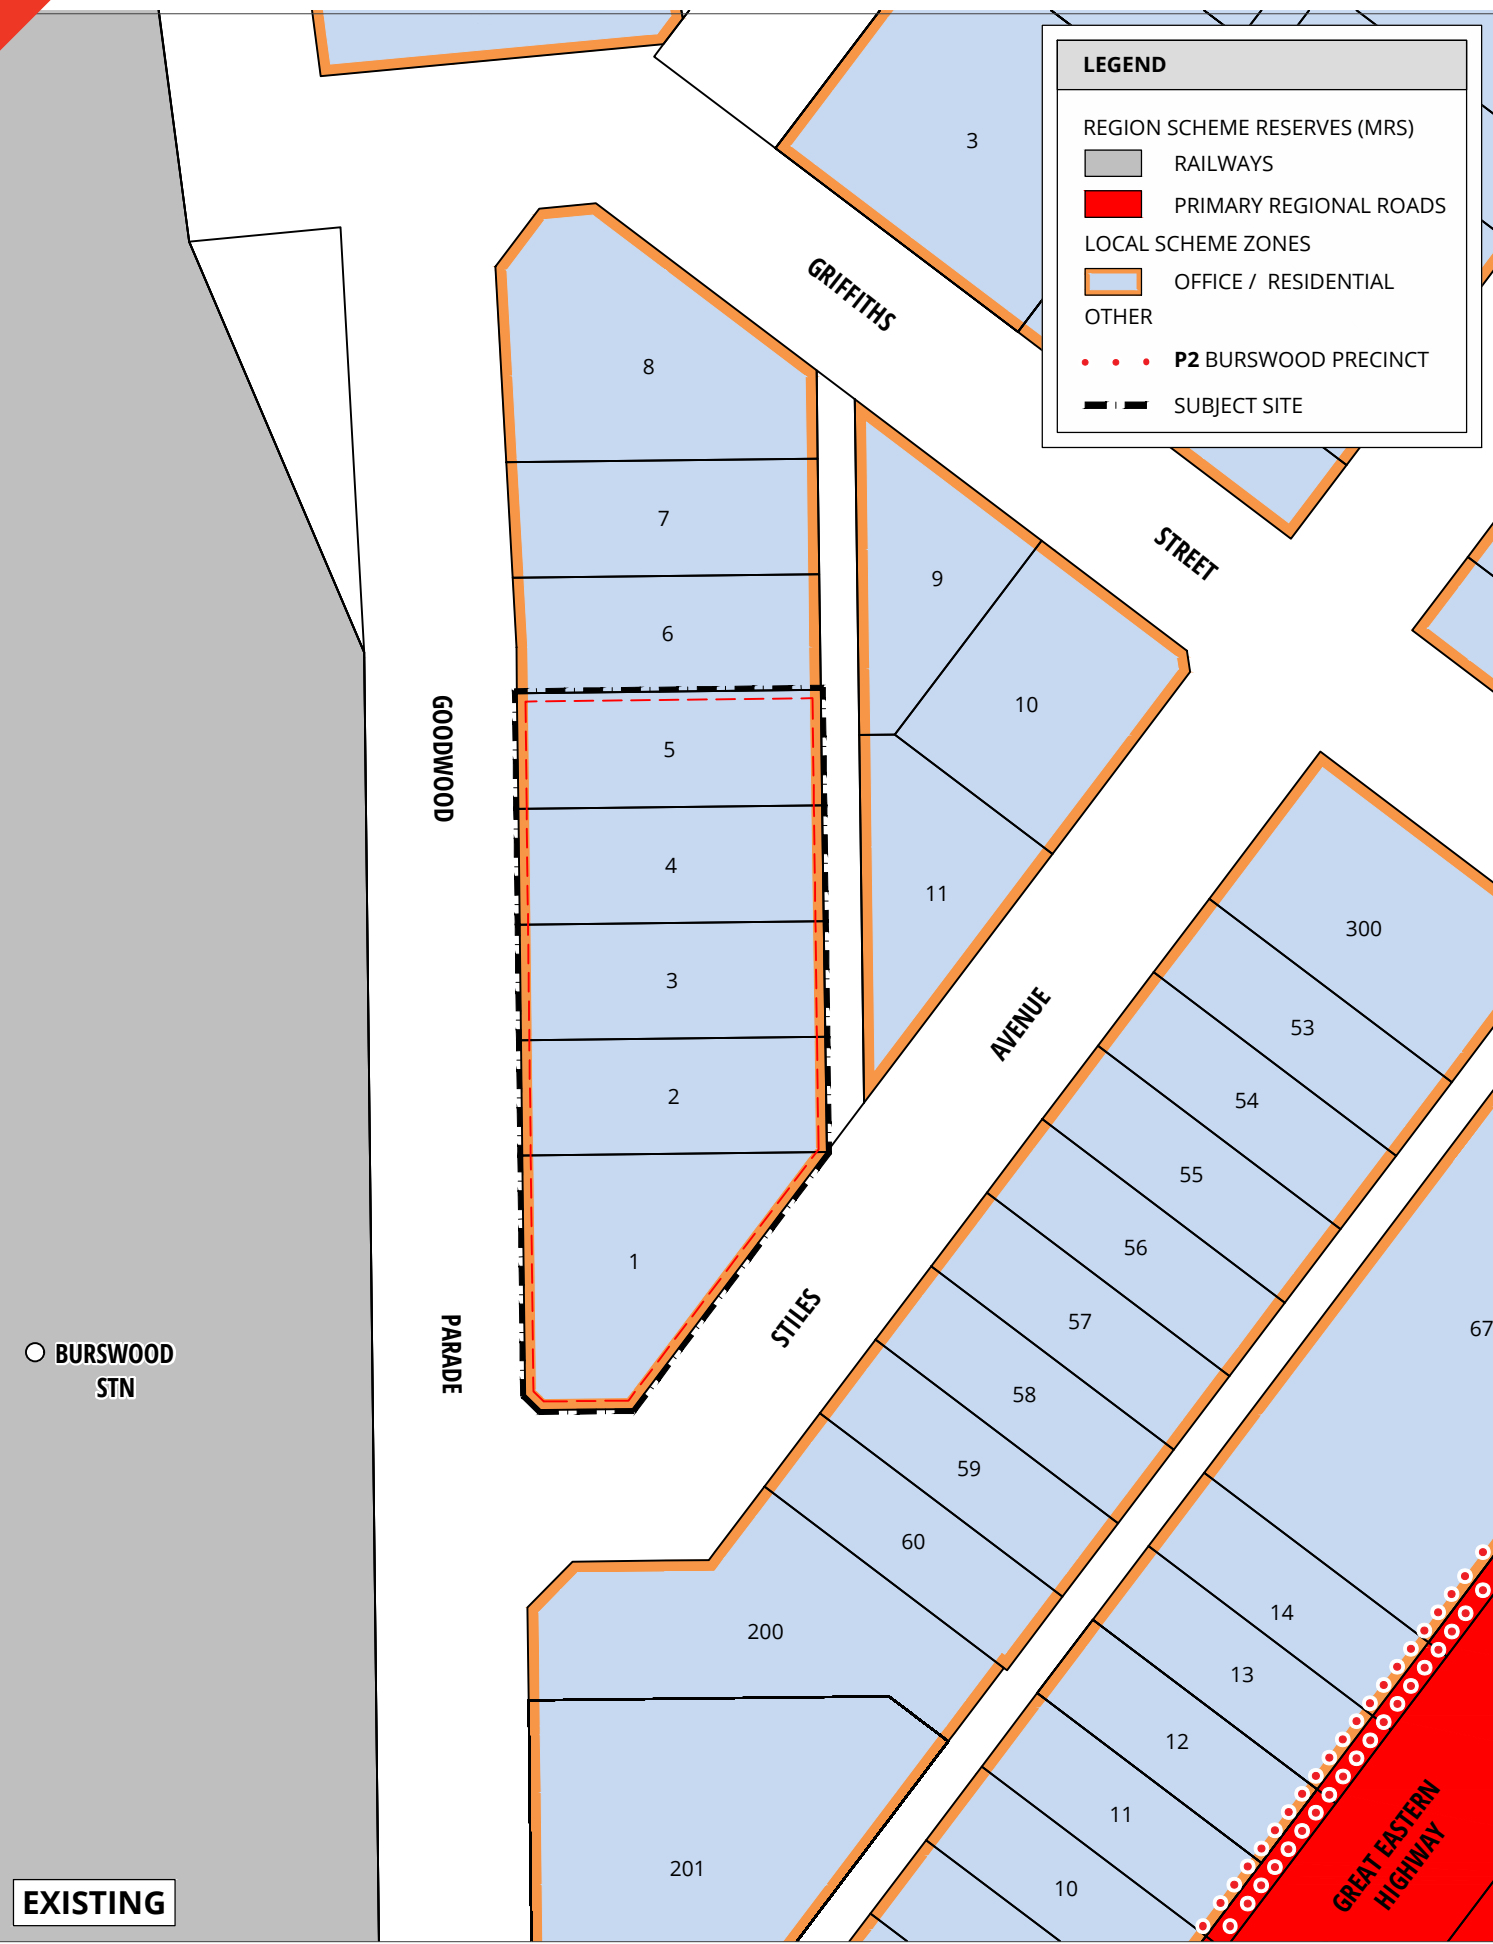 LEGEND
REGION SCHEME RESERVES (MRS)
RAILWAYS
PRIMARY REGIONAL ROADS
LOCAL SCHEME ZONES
OFFICE / RESIDENTIAL
OTHER
P2 BURSWOOD PRECINCT
SUBJECT SITE
3
GRIFFITHS
STREET
8
7
6
5
4
3
2
1
9
10
11
GOODWOOD
PARADE
STILES
AVENUE
300
53
54
55
56
57
58
59
60
67
200
201
14
13
12
11
10
BURSWOOD
STN
GREAT EASTERN
HIGHWAY
EXISTING